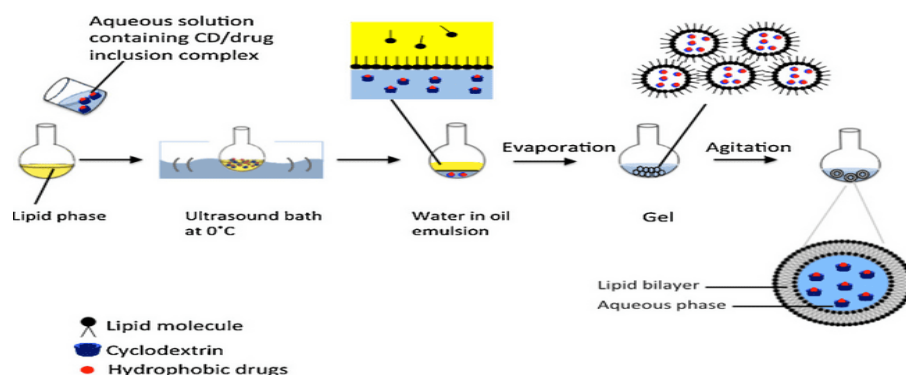 Aqueous solution
containing CD/drug
inclusion complex
Evaporation
Agitation
Lipid phase
Ultrasound bath
at 0˚C
Water in oil
emulsion
Gel
Lipid bilayer
Aqueous phase
Lipid molecule
Cyclodextrin
Hydrophobic drugs